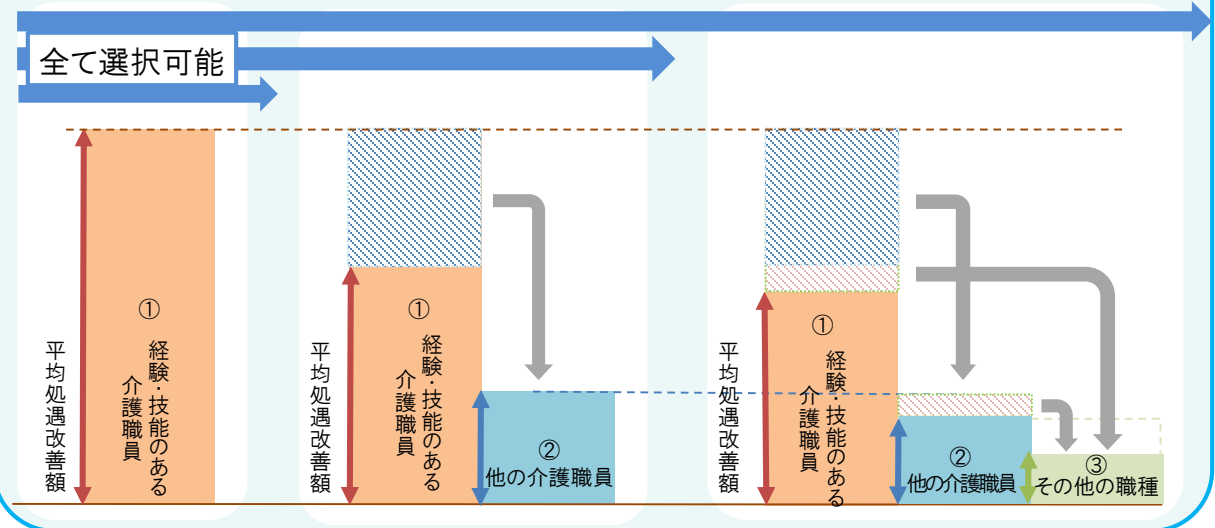 全て選択可能
平均処遇改善額
①
経験・技能のある
介護職員
平均処遇改善額
①
経験・技能のある
介護職員
②
他の介護職員
平均処遇改善額
①
経験・技能のある
介護職員
②
他の介護職員
③
その他の職種